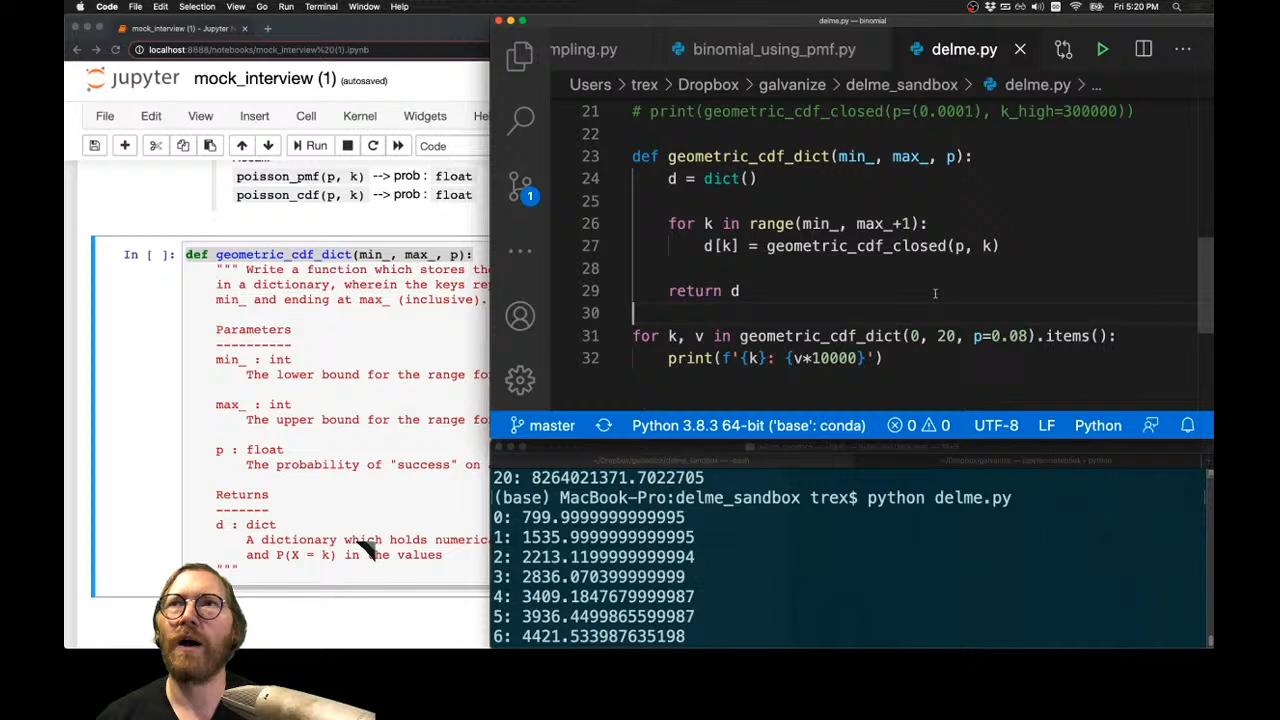 Code File Edit Selection View Go Run Terminal Window Help
Fri 5:20 PM
mock_interview (1) - Jupyter Notebook
localhost:8888/notebooks/mock_interview%20(1).ipynb
jupyter mock_interview (1) (autosaved)
File Edit View Insert Cell Kernel Widgets
Run Code
poisson_pmf(p, k) --> prob : float
poisson_cdf(p, k) --> prob : float
In [ ]: def geometric_cdf_dict(min_, max_, p):
""" Write a function which stores the
in a dictionary, wherein the keys
min_ and ending at max_ (inclusive).
Parameters
----------
min_ : int
The lower bound for the range
max_ : int
The upper bound for the range
p : float
The probability of "success" on
Returns
-------
d : dict
A dictionary which holds
and P(X = k) in the values
"""
delme.py — binomial
mpling.py binomial_using_pmf.py delme.py
Users > trex > Dropbox > galvanize > delme_sandbox > delme.py > ...
21 # print(geometric_cdf_closed(p=(0.0001), k_high=300000))
22
23 def geometric_cdf_dict(min_, max_, p):
24 d = dict()
25
26 for k in range(min_, max_+1):
27 d[k] = geometric_cdf_closed(p, k)
28
29 return d
30
31 for k, v in geometric_cdf_dict(0, 20, p=0.08).items():
32 print(f'{k}: {v*10000}')
1
master Python 3.8.3 64-bit ('base': conda) 0 0 UTF-8 LF Python
20: 8264021371.7022705
(base) MacBook-Pro:delme_sandbox trex$ python delme.py
0: 799.9999999999995
1: 1535.9999999999995
2: 2213.1199999999994
3: 2836.070399999999
4: 3409.1847679999987
5: 3936.4499865599987
6: 4421.533987635198